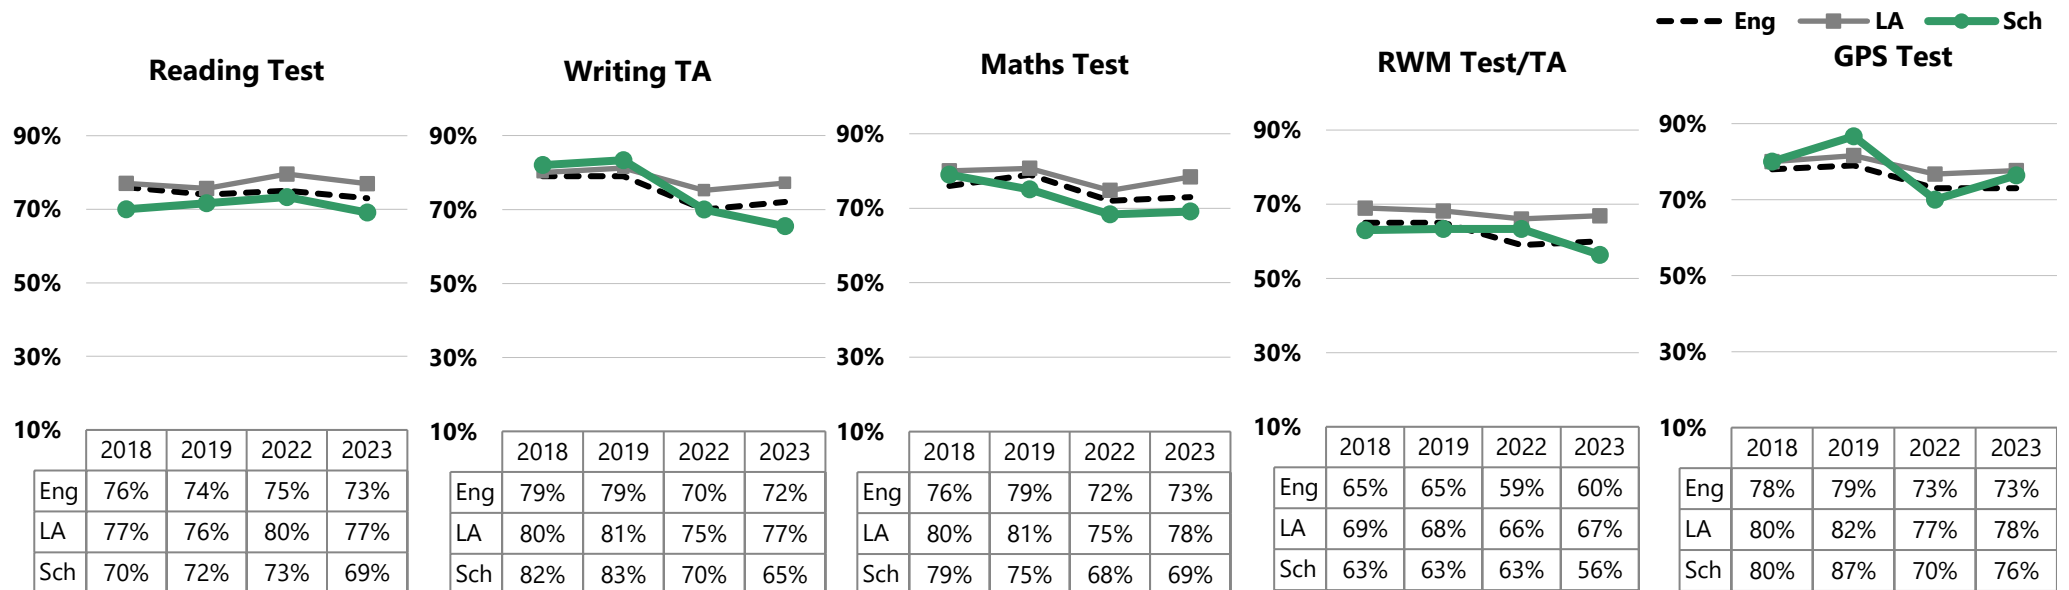 Eng LA Sch
Reading Test
90%
70%
50%
30%
10%
2018 2019 2022 2023
Eng 76% 74% 75% 73%
LA 77% 76% 80% 77%
Sch 70% 72% 73% 69%
Writing TA
90%
70%
50%
30%
10%
2018 2019 2022 2023
Eng 79% 79% 70% 72%
LA 80% 81% 75% 77%
Sch 82% 83% 70% 65%
Maths Test
90%
70%
50%
30%
10%
2018 2019 2022 2023
Eng 76% 79% 72% 73%
LA 80% 81% 75% 78%
Sch 79% 75% 68% 69%
RWM Test/TA
90%
70%
50%
30%
10%
2018 2019 2022 2023
Eng 65% 65% 59% 60%
LA 69% 68% 66% 67%
Sch 63% 63% 63% 56%
GPS Test
90%
70%
50%
30%
10%
2018 2019 2022 2023
Eng 78% 79% 73% 73%
LA 80% 82% 77% 78%
Sch 80% 87% 70% 76%